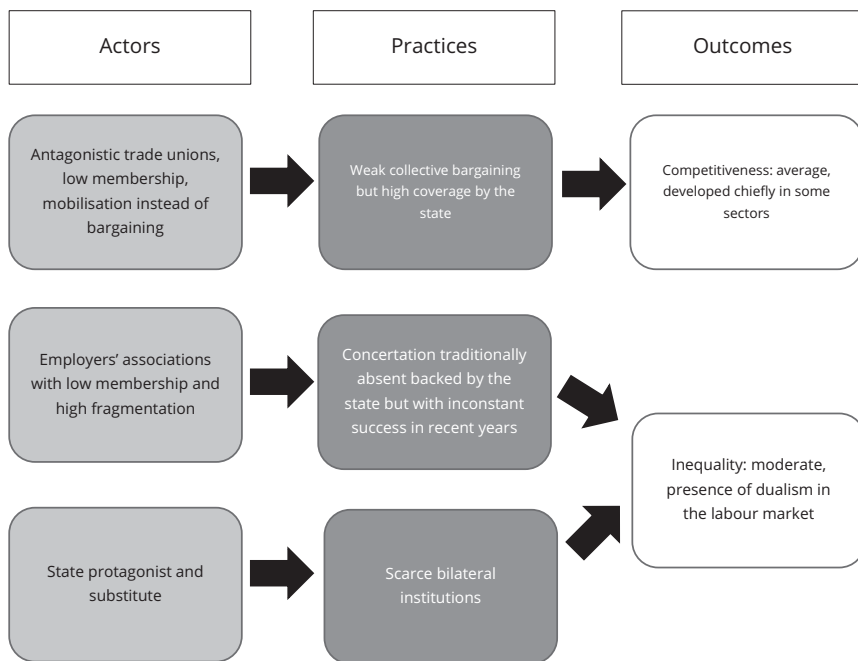 Actors
Practices
Outcomes
Antagonistic trade unions,
low membership,
mobilisation instead of
bargaining
Weak collective bargaining
but high coverage by the
state
Competitiveness: average,
developed chiefly in some
sectors
Employers’ associations
with low membership and
high fragmentation
Concertation traditionally
absent backed by the
state but with inconstant
success in recent years
Inequality: moderate,
presence of dualism in
the labour market
State protagonist and
substitute
Scarce bilateral
institutions